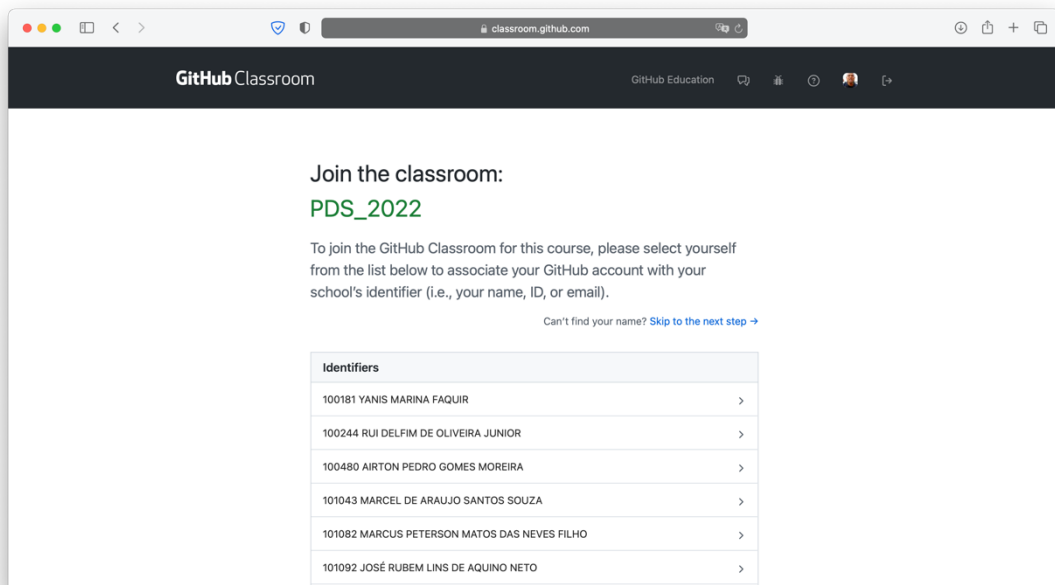 classroom.github.com
GitHub Classroom
GitHub Education
Join the classroom:
PDS_2022
To join the GitHub Classroom for this course, please select yourself
from the list below to associate your GitHub account with your
school's identifier (i.e., your name, ID, or email).
Can't find your name? Skip to the next step →
Identifiers
100181 YANIS MARINA FAQUIR
100244 RUI DELFIM DE OLIVEIRA JUNIOR
100480 AIRTON PEDRO GOMES MOREIRA
101043 MARCEL DE ARAUJO SANTOS SOUZA
101082 MARCUS PETERSON MATOS DAS NEVES FILHO
101092 JOSÉ RUBEM LINS DE AQUINO NETO